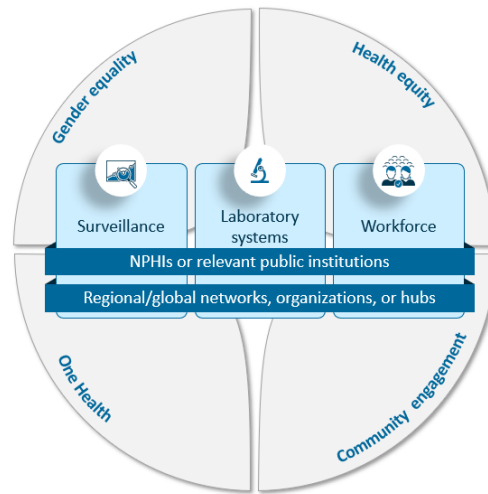 Gender equality
Health equity
Surveillance
Laboratory
systems
Workforce
NPHIs or relevant public institutions
Regional/global networks, organizations, or hubs
One Health
Community engagement